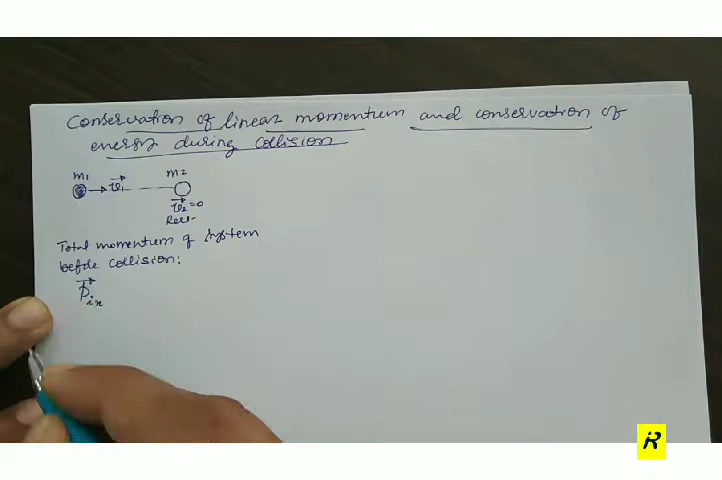 Conservation of linear momentum and conservation of
energy during collision
m1 m2
v1
v2=0
Rest
Total momentum of system
before collision:
Pin
R